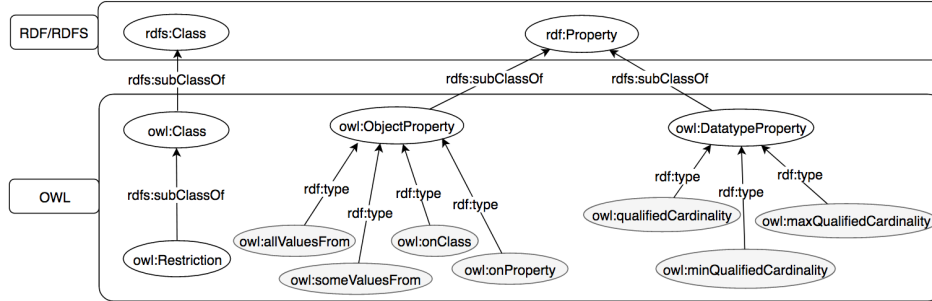 RDF/RDFS
rdfs:Class
rdf:Property
rdfs:subClassOf
rdfs:subClassOf
rdfs:subClassOf
OWL
owl:Class
owl:ObjectProperty
owl:DatatypeProperty
rdfs:subClassOf
rdf:type
rdf:type
rdf:type
rdf:type
rdf:type
rdf:type
rdf:type
owl:Restriction
owl:allValuesFrom
owl:someValuesFrom
owl:onClass
owl:onProperty
owl:qualifiedCardinality
owl:minQualifiedCardinality
owl:maxQualifiedCardinality